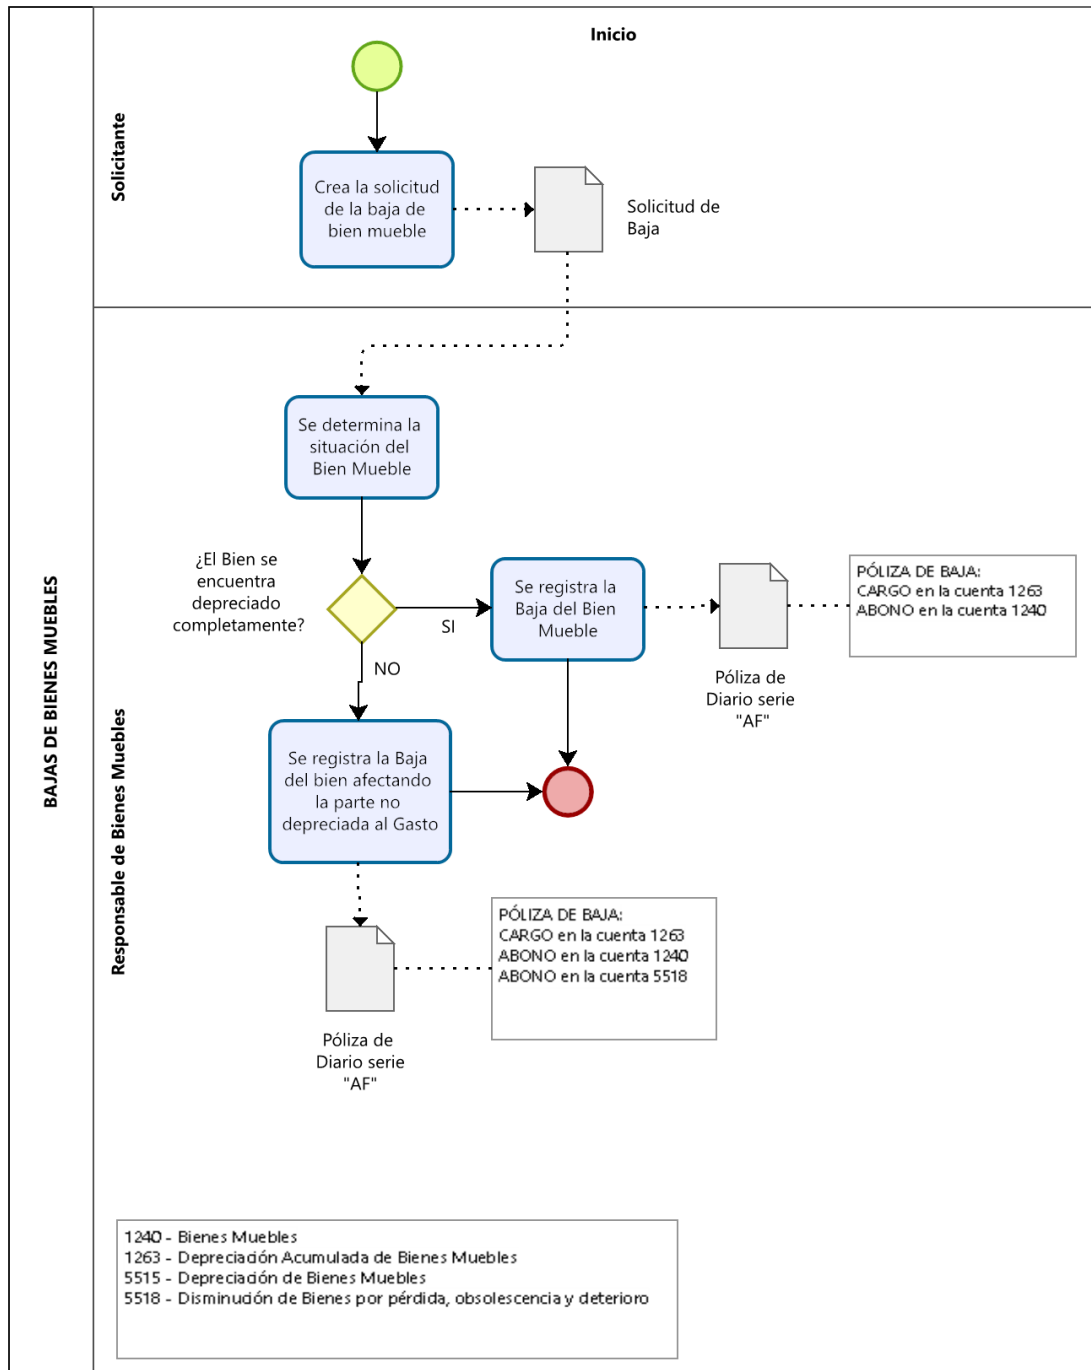 BAJAS DE BIENES MUEBLES
Solicitante
Inicio
Crea la solicitud
de la baja de
bien mueble
Solicitud de
Baja
Responsable de Bienes Muebles
Se determina la
situación del
Bien Mueble
¿El Bien se
encuentra
depreciado
completamente?
SI
NO
Se registra la
Baja del Bien
Mueble
Póliza de
Diario serie
"AF"
PÓLIZA DE BAJA:
CARGO en la cuenta 1263
ABONO en la cuenta 1240
Se registra la Baja
del bien afectando
la parte no
depreciada al Gasto
Póliza de
Diario serie
"AF"
PÓLIZA DE BAJA:
CARGO en la cuenta 1263
ABONO en la cuenta 1240
ABONO en la cuenta 5518
1240 - Bienes Muebles
1263 - Depreciación Acumulada de Bienes Muebles
5515 - Depreciación de Bienes Muebles
5518 - Disminución de Bienes por pérdida, obsolescencia y deterioro